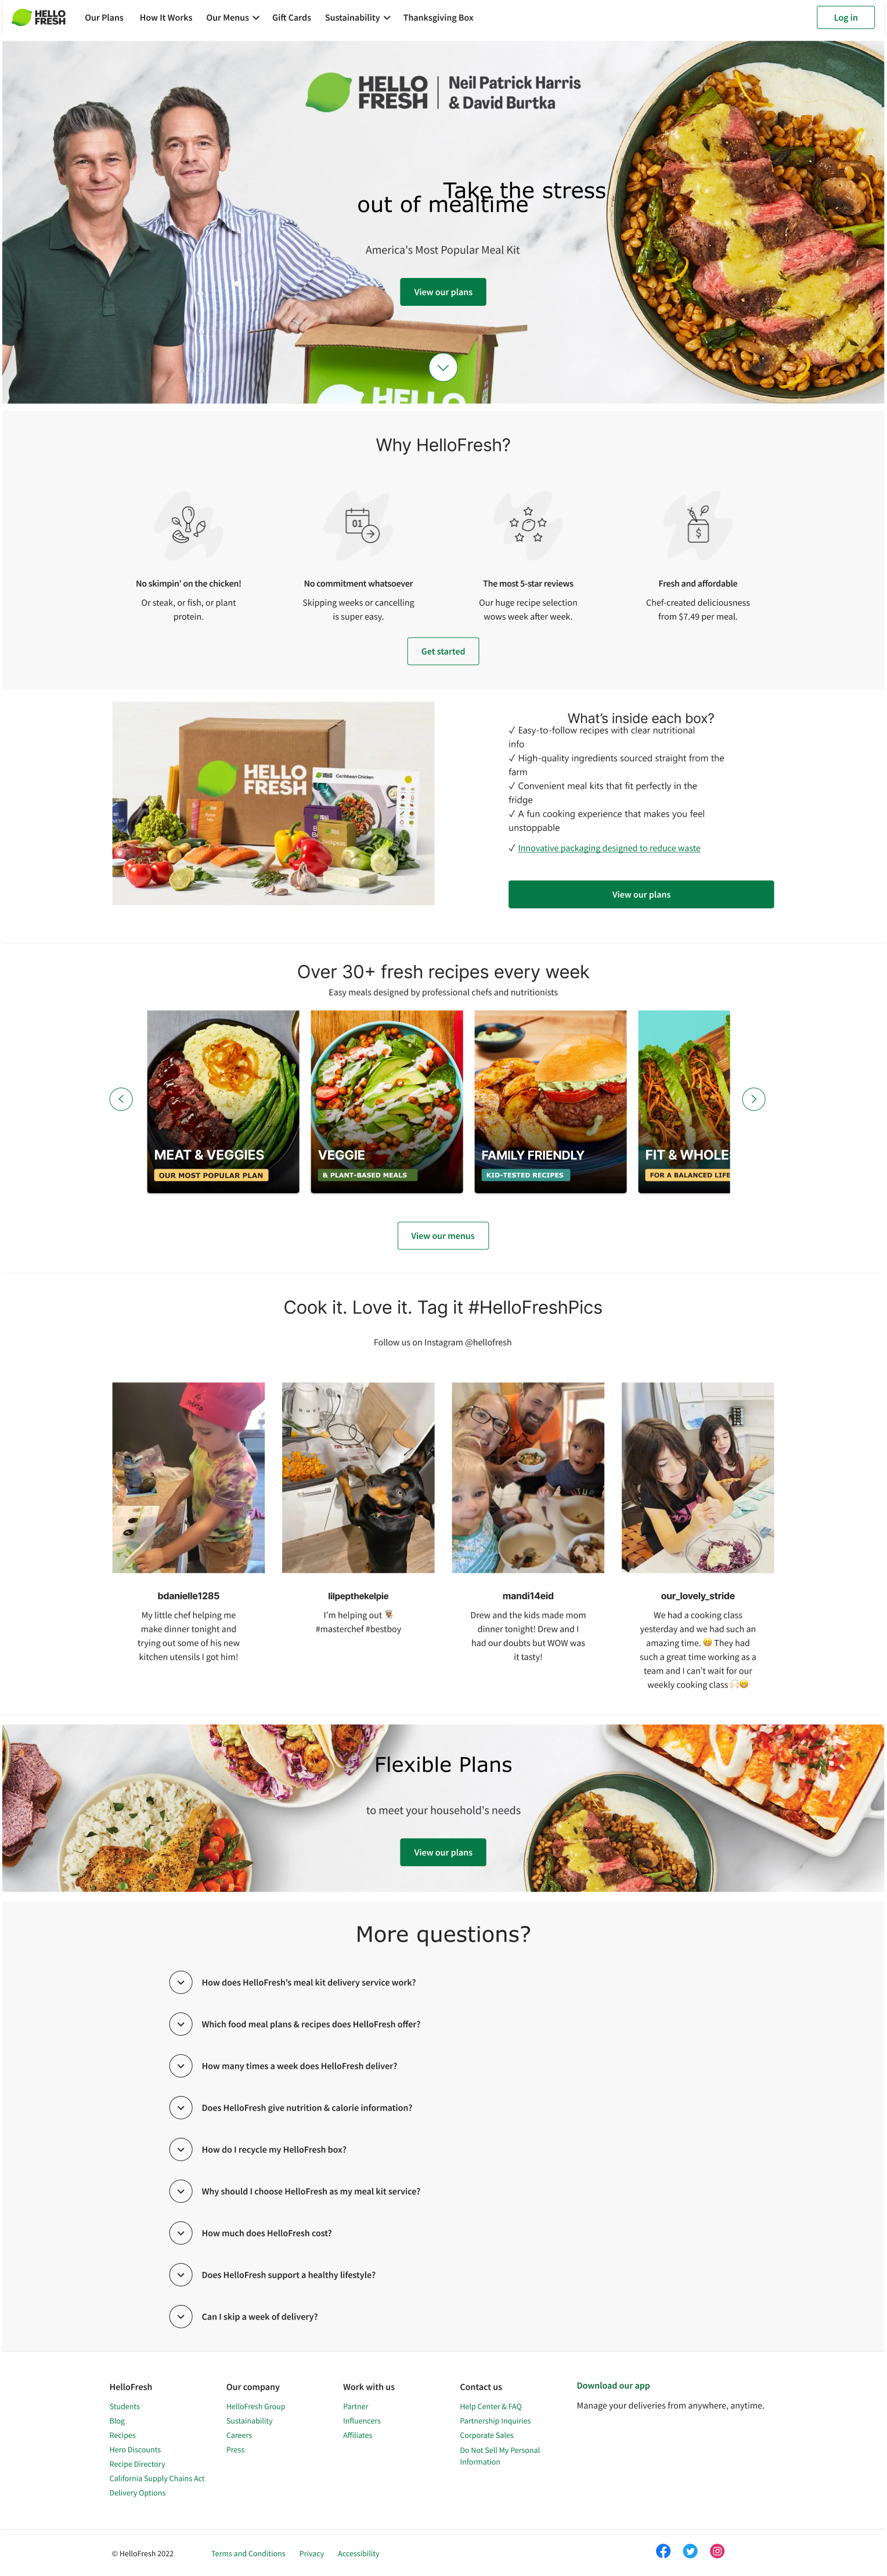 HELLO
FRESH
Our Plans
How It Works
Our Menus
Gift Cards
Sustainability
Thanksgiving Box
Log in
HELLO
FRESH
Neil Patrick Harris
& David Burtka
Take the stress
out of mealtime
America's Most Popular Meal Kit
View our plans
HELLO
Why HelloFresh?
01
$
No skimpin' on the chicken!
Or steak, or fish, or plant
protein.
No commitment whatsoever
Skipping weeks or cancelling
is super easy.
The most 5-star reviews
Our huge recipe selection
wows week after week.
Fresh and affordable
Chef-created deliciousness
from $7.49 per meal.
Get started
HELLO
FRESH
Caribbean Chicken
What's inside each box?
✓ Easy-to-follow recipes with clear nutritional
info
✓ High-quality ingredients sourced straight from the
farm
✓ Convenient meal kits that fit perfectly in the
fridge
✓ A fun cooking experience that makes you feel
unstoppable
✓ Innovative packaging designed to reduce waste
View our plans
Over 30+ fresh recipes every week
Easy meals designed by professional chefs and nutritionists
MEAT & VEGGIES
OUR MOST POPULAR PLAN
VEGGIE
& PLANT-BASED MEALS
FAMILY FRIENDLY
KID-TESTED RECIPES
FIT & WHOLE
FOR A BALANCED LIFE
View our menus
Cook it. Love it. Tag it #HelloFreshPics
Follow us on Instagram @hellofresh
bdanielle1285
My little chef helping me
make dinner tonight and
trying out some of his new
kitchen utensils I got him!
lilpepthekelpie
I'm helping out
#masterchef #bestboy
mandi14eid
Drew and the kids made mom
dinner tonight! Drew and I
had our doubts but WOW was
it tasty!
our_lovely_stride
We had a cooking class
yesterday and we had such an
amazing time. 😄 They had
such a great time working as a
team and I can't wait for our
weekly cooking class 🙌🏻😄
Flexible Plans
to meet your household's needs
View our plans
More questions?
How does HelloFresh's meal kit delivery service work?
Which food meal plans & recipes does HelloFresh offer?
How many times a week does HelloFresh deliver?
Does HelloFresh give nutrition & calorie information?
How do I recycle my HelloFresh box?
Why should I choose HelloFresh as my meal kit service?
How much does HelloFresh cost?
Does HelloFresh support a healthy lifestyle?
Can I skip a week of delivery?
HelloFresh
Students
Blog
Recipes
Hero Discounts
Recipe Directory
California Supply Chains Act
Delivery Options
Our company
HelloFresh Group
Sustainability
Careers
Press
Work with us
Partner
Influencers
Affiliates
Contact us
Help Center & FAQ
Partnership Inquiries
Corporate Sales
Do Not Sell My Personal
Information
Download our app
Manage your deliveries from anywhere, anytime.
© HelloFresh 2022
Terms and Conditions
Privacy
Accessibility